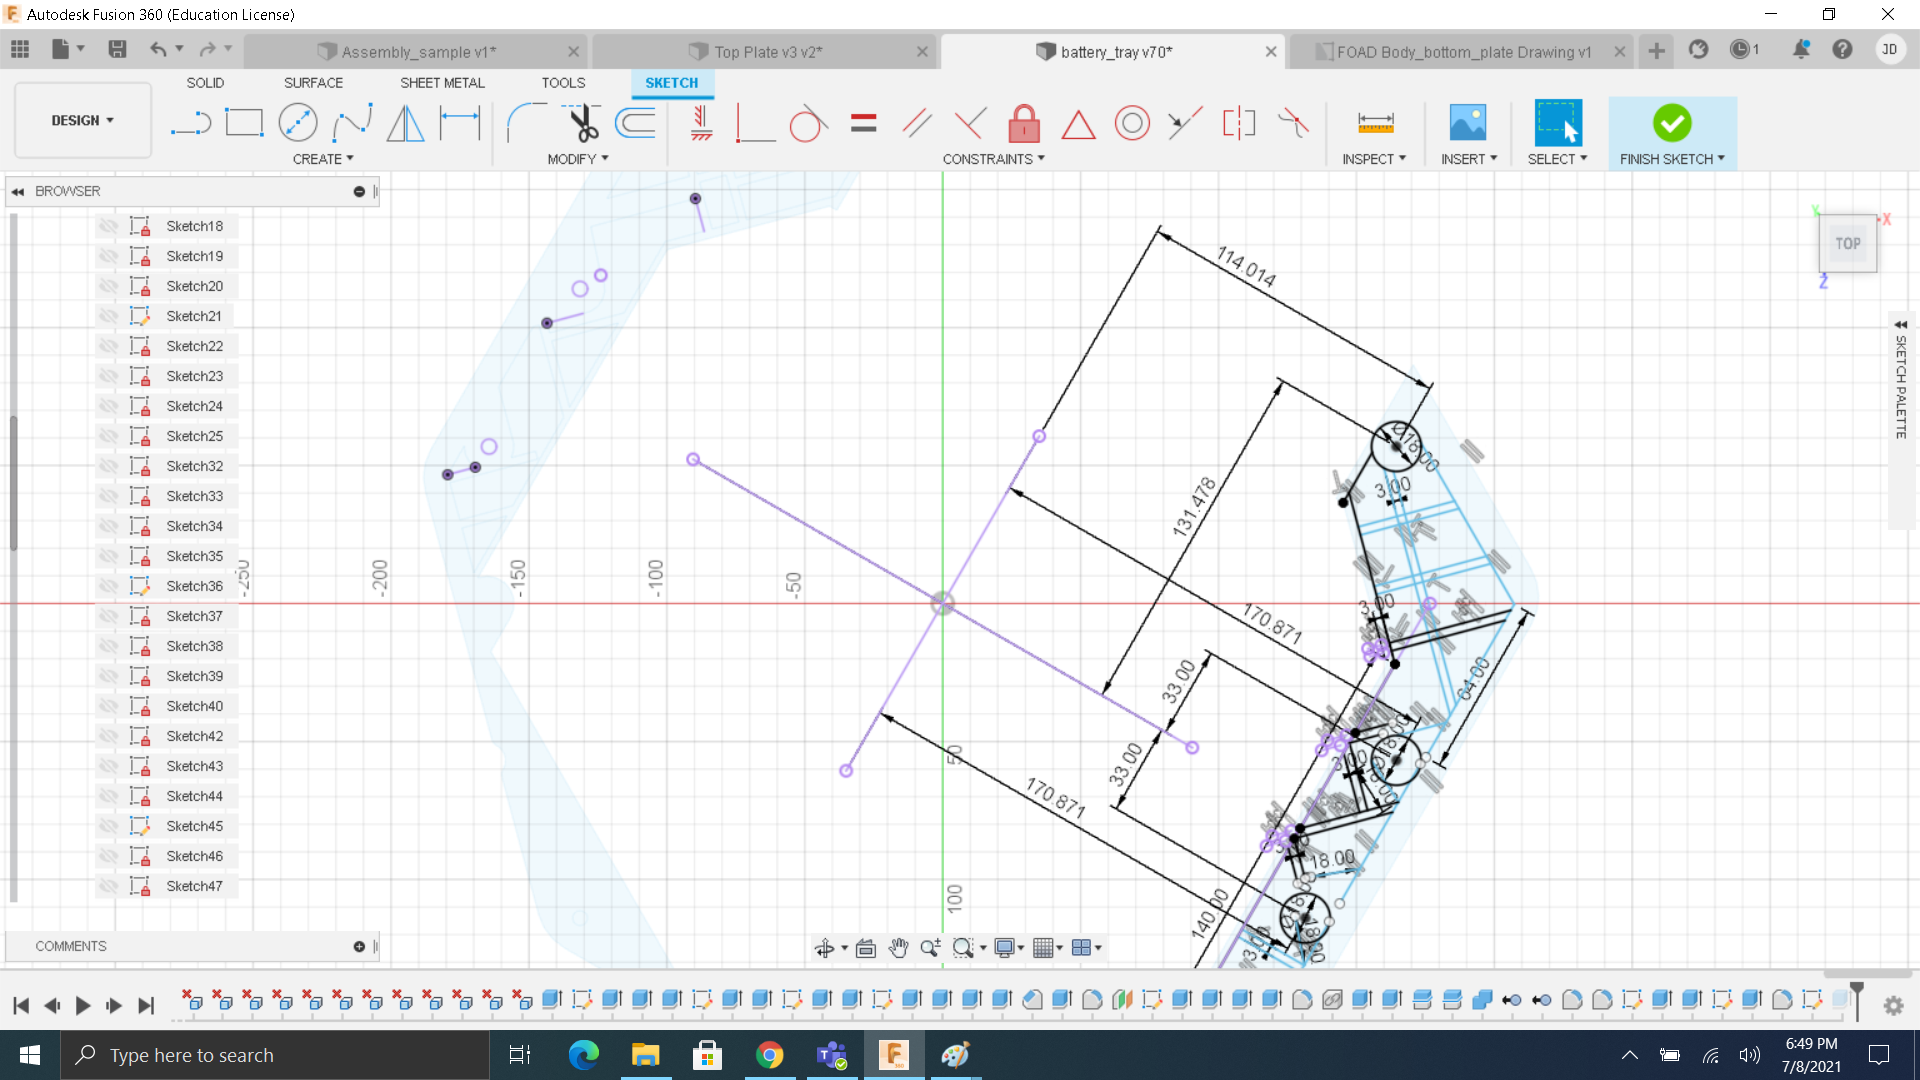 Autodesk Fusion 360 (Education License)
Assembly_sample v1*
Top Plate v3 v2*
battery_tray v70*
FOAD Body_bottom_plate Drawing v1
1
JD
SOLID
SURFACE
SHEET METAL
TOOLS
SKETCH
DESIGN
CREATE
MODIFY
CONSTRAINTS
INSPECT
INSERT
SELECT
FINISH SKETCH
BROWSER
Sketch18
Sketch19
Sketch20
Sketch21
Sketch22
Sketch23
Sketch24
Sketch25
Sketch32
Sketch33
Sketch34
Sketch35
Sketch36
Sketch37
Sketch38
Sketch39
Sketch40
Sketch42
Sketch43
Sketch44
Sketch45
Sketch46
Sketch47
COMMENTS
TOP
X
Y
Z
SKETCH PALETTE
-250
-200
-150
-100
-50
50
100
114.014
131.478
170.871
170.871
33.00
33.00
64.00
140.00
Ø18.00
3.00
3.00
3.00
18.00
Type here to search
6:49 PM
7/8/2021